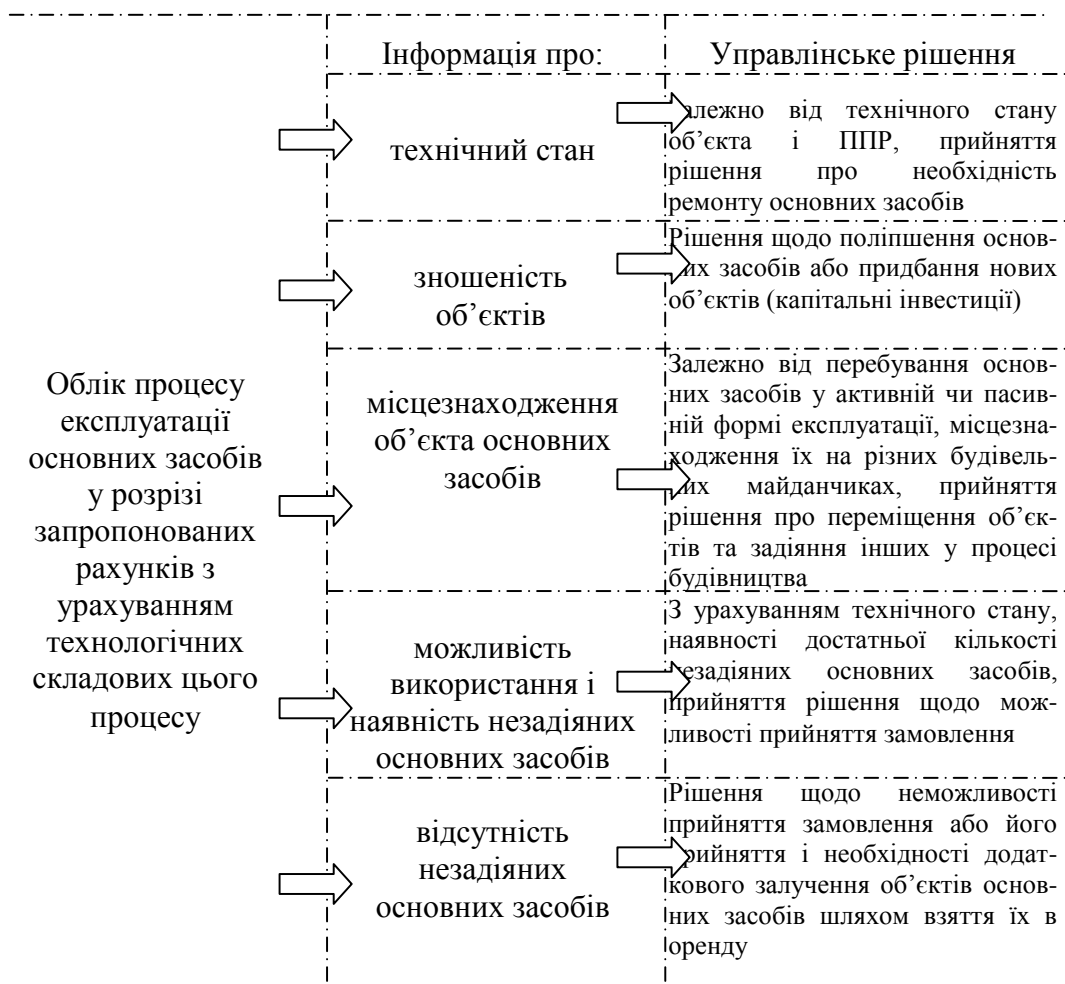 Інформація про:
Управлінське рішення
Облік процесу
експлуатації
основних засобів
у розрізі
запропонованих
рахунків з
урахуванням
технологічних
складових цього
процесу
технічний стан
алежно від технічного стану
об’єкта і ППР, прийняття
рішення про необхідність
ремонту основних засобів
зношеність
об’єктів
Рішення щодо поліпшення основ-
них засобів або придбання нових
об’єктів (капітальні інвестиції)
місцезнаходження
об’єкта основних
засобів
Залежно від перебування основ-
них засобів у активній чи пасив-
ній формі експлуатації, місцезна-
ходження їх на різних будівель-
них майданчиках, прийняття
рішення про переміщення об’єк-
тів та задіяння інших у процесі
будівництва
можливість
використання і
наявність незадіяних
основних засобів
З урахуванням технічного стану,
наявності достатньої кількості
незадіяних основних засобів,
прийняття рішення щодо мож-
ливості прийняття замовлення
відсутність
незадіяних
основних засобів
Рішення щодо неможливості
прийняття замовлення або його
прийняття і необхідності додат-
кового залучення об’єктів основ-
них засобів шляхом взяття їх в
оренду